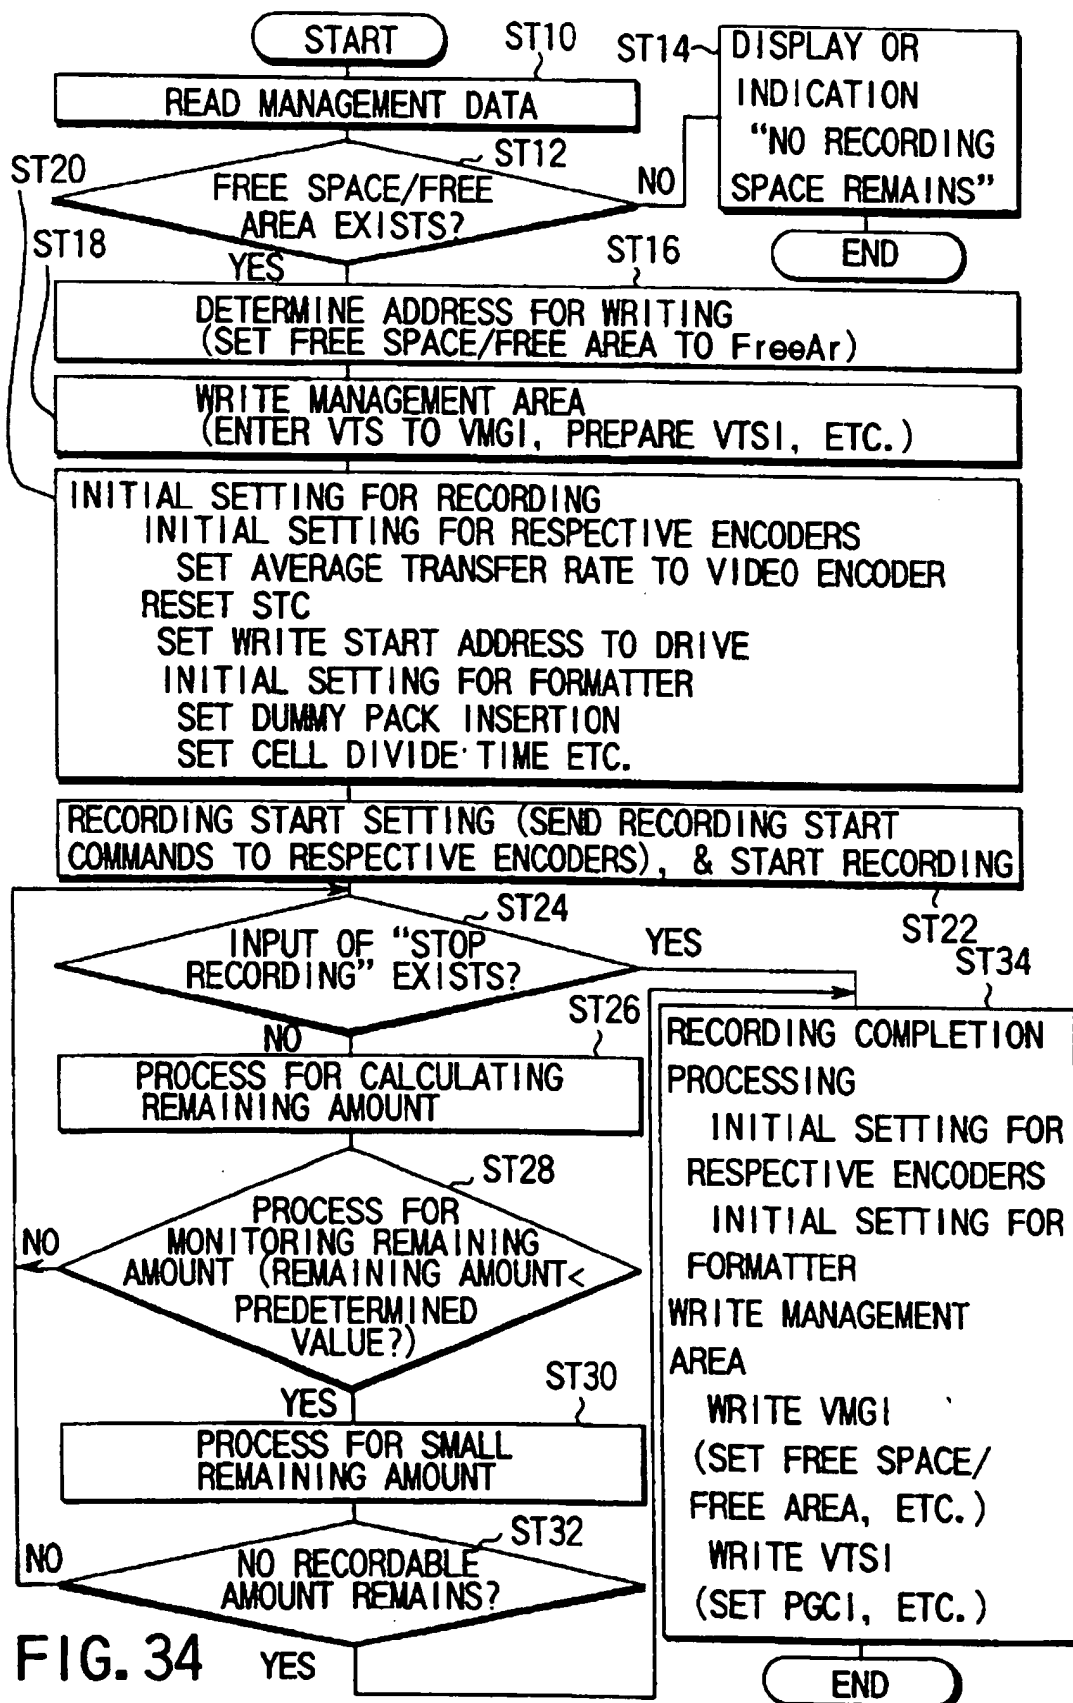 START
ST10
ST14
DISPLAY OR
INDICATION
"NO RECORDING
SPACE REMAINS"
END
READ MANAGEMENT DATA
ST12
FREE SPACE/FREE
AREA EXISTS?
NO
YES
ST20
ST18
ST16
DETERMINE ADDRESS FOR WRITING
(SET FREE SPACE/FREE AREA TO FreeAr)
WRITE MANAGEMENT AREA
(ENTER VTS TO VMGI, PREPARE VTSI, ETC.)
INITIAL SETTING FOR RECORDING
INITIAL SETTING FOR RESPECTIVE ENCODERS
SET AVERAGE TRANSFER RATE TO VIDEO ENCODER
RESET STC
SET WRITE START ADDRESS TO DRIVE
INITIAL SETTING FOR FORMATTER
SET DUMMY PACK INSERTION
SET CELL DIVIDE TIME ETC.
RECORDING START SETTING (SEND RECORDING START
COMMANDS TO RESPECTIVE ENCODERS), & START RECORDING
ST22
ST24
INPUT OF "STOP
RECORDING" EXISTS?
YES
NO
ST26
PROCESS FOR CALCULATING
REMAINING AMOUNT
ST28
PROCESS FOR
MONITORING REMAINING
AMOUNT (REMAINING AMOUNT<
PREDETERMINED
VALUE?)
NO
YES
ST30
PROCESS FOR SMALL
REMAINING AMOUNT
ST32
NO RECORDABLE
AMOUNT REMAINS?
NO
YES
ST34
RECORDING COMPLETION
PROCESSING
INITIAL SETTING FOR
RESPECTIVE ENCODERS
INITIAL SETTING FOR
FORMATTER
WRITE MANAGEMENT
AREA
WRITE VMGI
(SET FREE SPACE/
FREE AREA, ETC.)
WRITE VTSI
(SET PGCI, ETC.)
END
FIG. 34